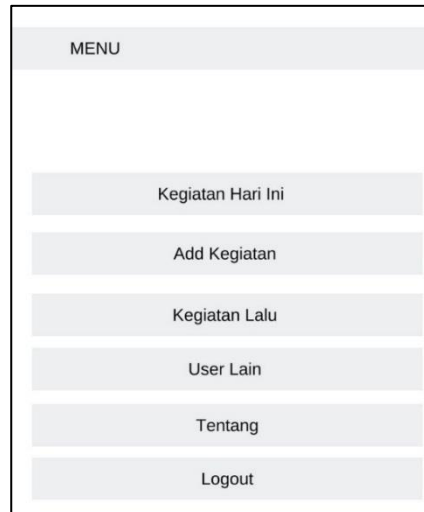 MENU
Kegiatan Hari Ini
Add Kegiatan
Kegiatan Lalu
User Lain
Tentang
Logout